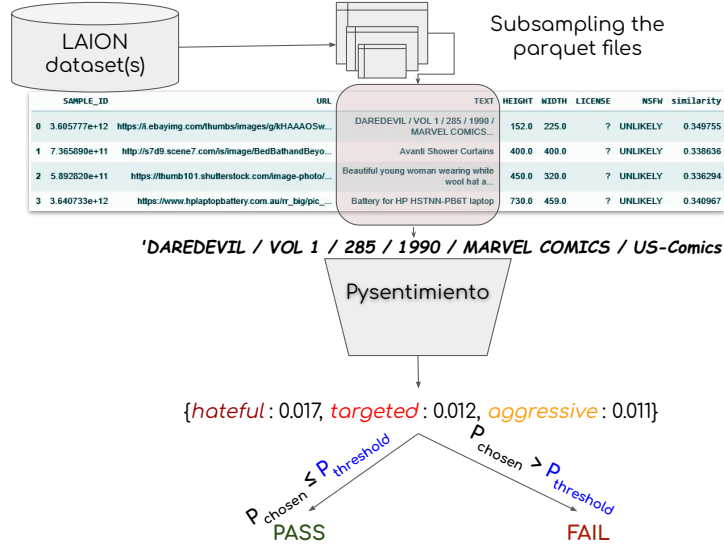 LAION
dataset(s)
Subsampling the
parquet files
SAMPLE_ID URL TEXT HEIGHT WIDTH LICENSE NSFW similarity
0 3.605777e+12 https://i.ebayimg.com/thumbs/images/g/kHAAAOSw... DAREDEVIL / VOL 1 / 285 / 1990 / MARVEL COMICS... 152.0 225.0 ? UNLIKELY 0.349755
1 7.365890e+11 http://s7d9.scene7.com/is/image/BedBathandBeyo... Avanti Shower Curtains 400.0 400.0 ? UNLIKELY 0.338636
2 5.892820e+11 https://thumb101.shutterstock.com/image-photo/... Beautiful young woman wearing white wool hat a... 450.0 320.0 ? UNLIKELY 0.336294
3 3.640733e+12 https://www.hplaptopbattery.com.au/rr_big/pic_... Battery for HP HSTNN-PB6T laptop 730.0 459.0 ? UNLIKELY 0.340967
'DAREDEVIL / VOL 1 / 285 / 1990 / MARVEL COMICS / US-Comics
Pysentimiento
{hateful : 0.017, targeted : 0.012, aggressive : 0.011}
P chosen ≤ P threshold
P chosen > P threshold
PASS
FAIL